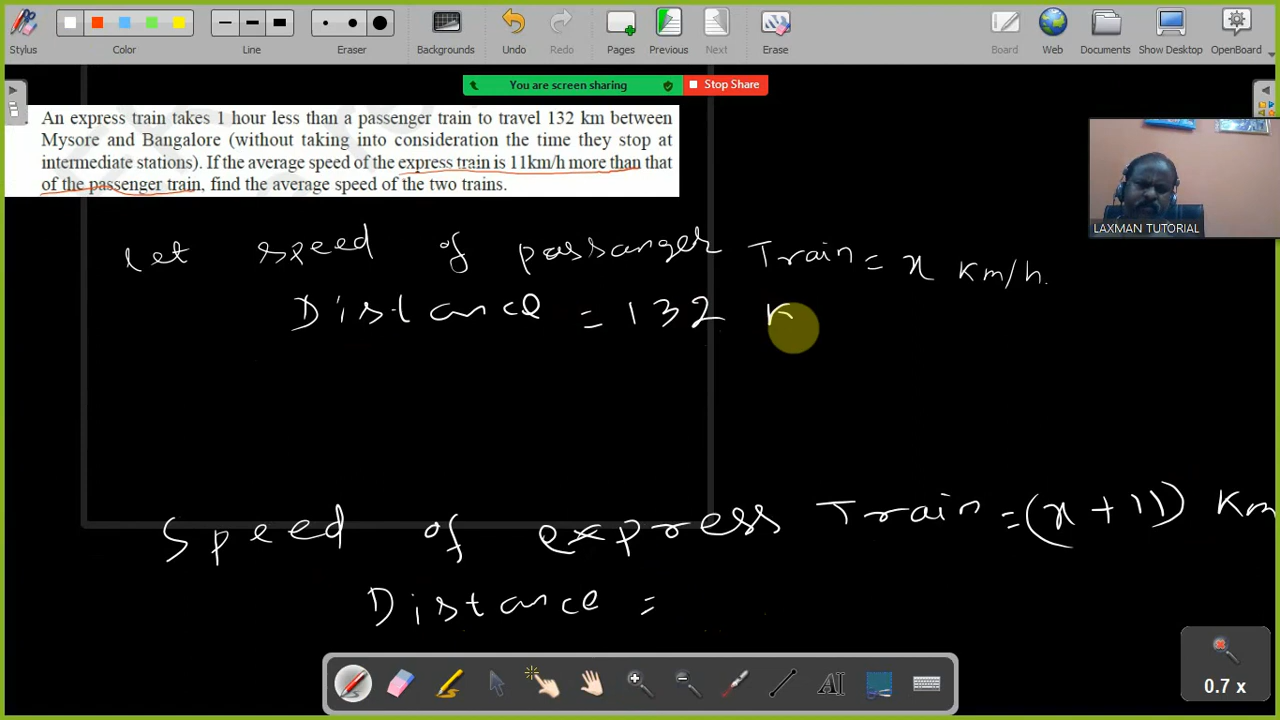 Stylus
Color
Line
Eraser
Backgrounds
Undo
Redo
Pages
Previous
Next
Erase
Board
Web
Documents
Show Desktop
OpenBoard
You are screen sharing
Stop Share
An express train takes 1 hour less than a passenger train to travel 132 km between
Mysore and Bangalore (without taking into consideration the time they stop at
intermediate stations). If the average speed of the express train is 11km/h more than that
of the passenger train, find the average speed of the two trains.
LAXMAN TUTORIAL
Let speed of passanger Train = x Km/h.
Distance = 132 K
Speed of express Train = (x + 11) Km
Distance =
0.7 x